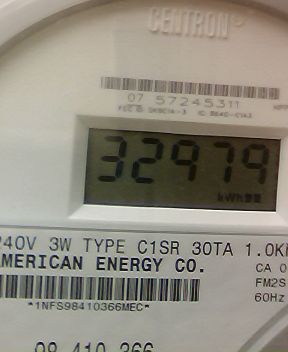 CENTRON
07 57245311
32979
kWh
240V 3W TYPE C1SR 30TA 1.0K
AMERICAN ENERGY CO.
CA 0
FM2S
*1NFS98410366MEC*
60Hz
98 410 366